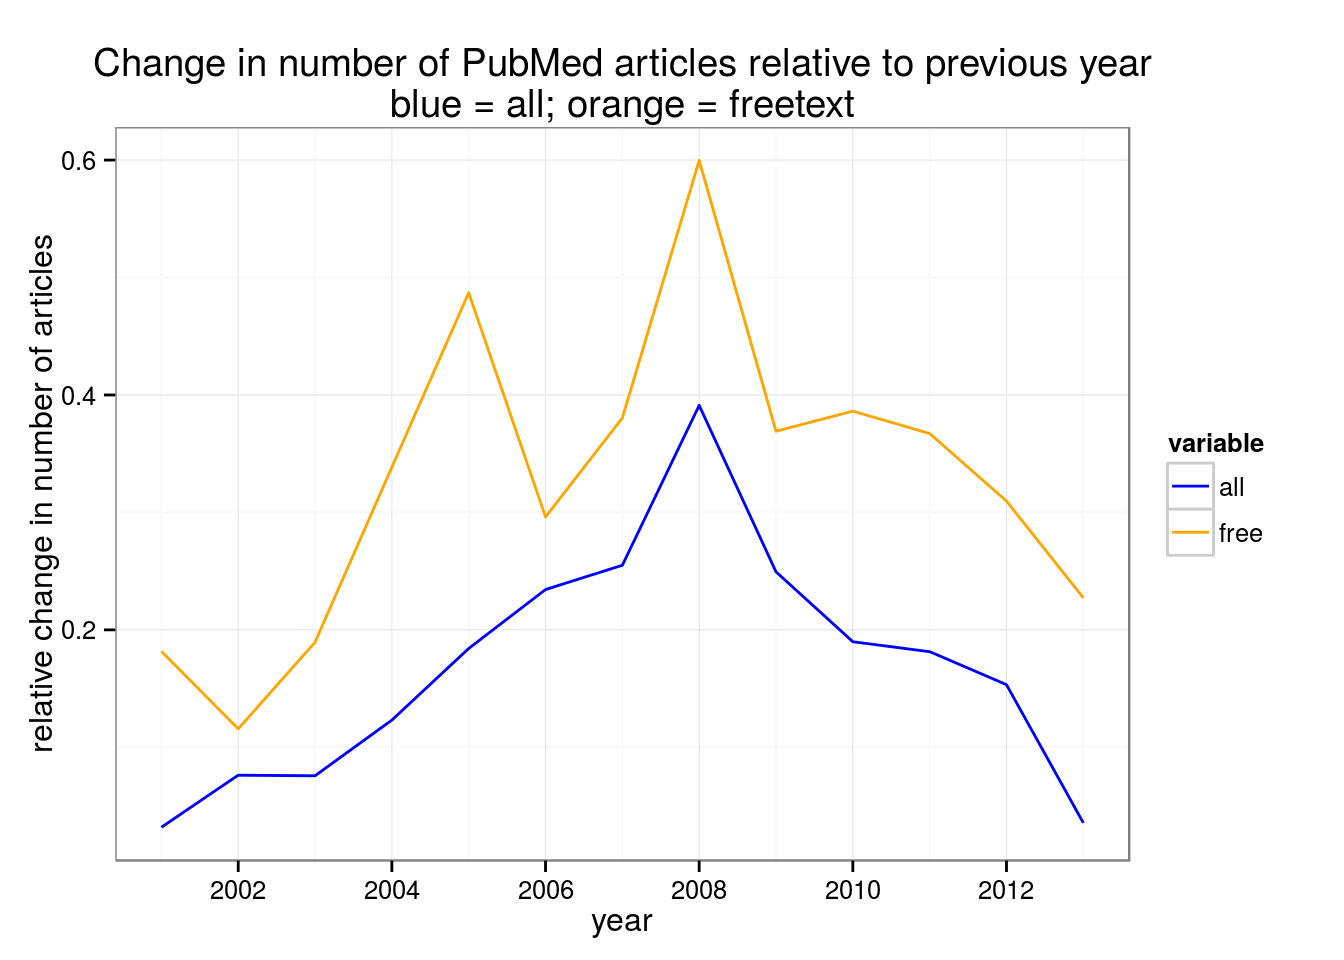 Change in number of PubMed articles relative to previous year
blue = all; orange = freetext
relative change in number of articles
0.6
0.4
0.2
2002
2004
2006
2008
2010
2012
year
variable
all
free